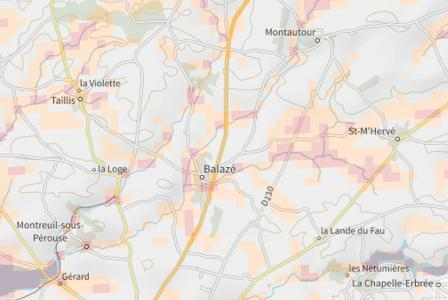 Montautour
la Violette
Taillis
St-M'Hervé
la Loge
Balazé
D130
Montreuil-sous-
Pérouse
la Lande du Fau
les Nétumières
Gérard
La Chapelle-Erbrée